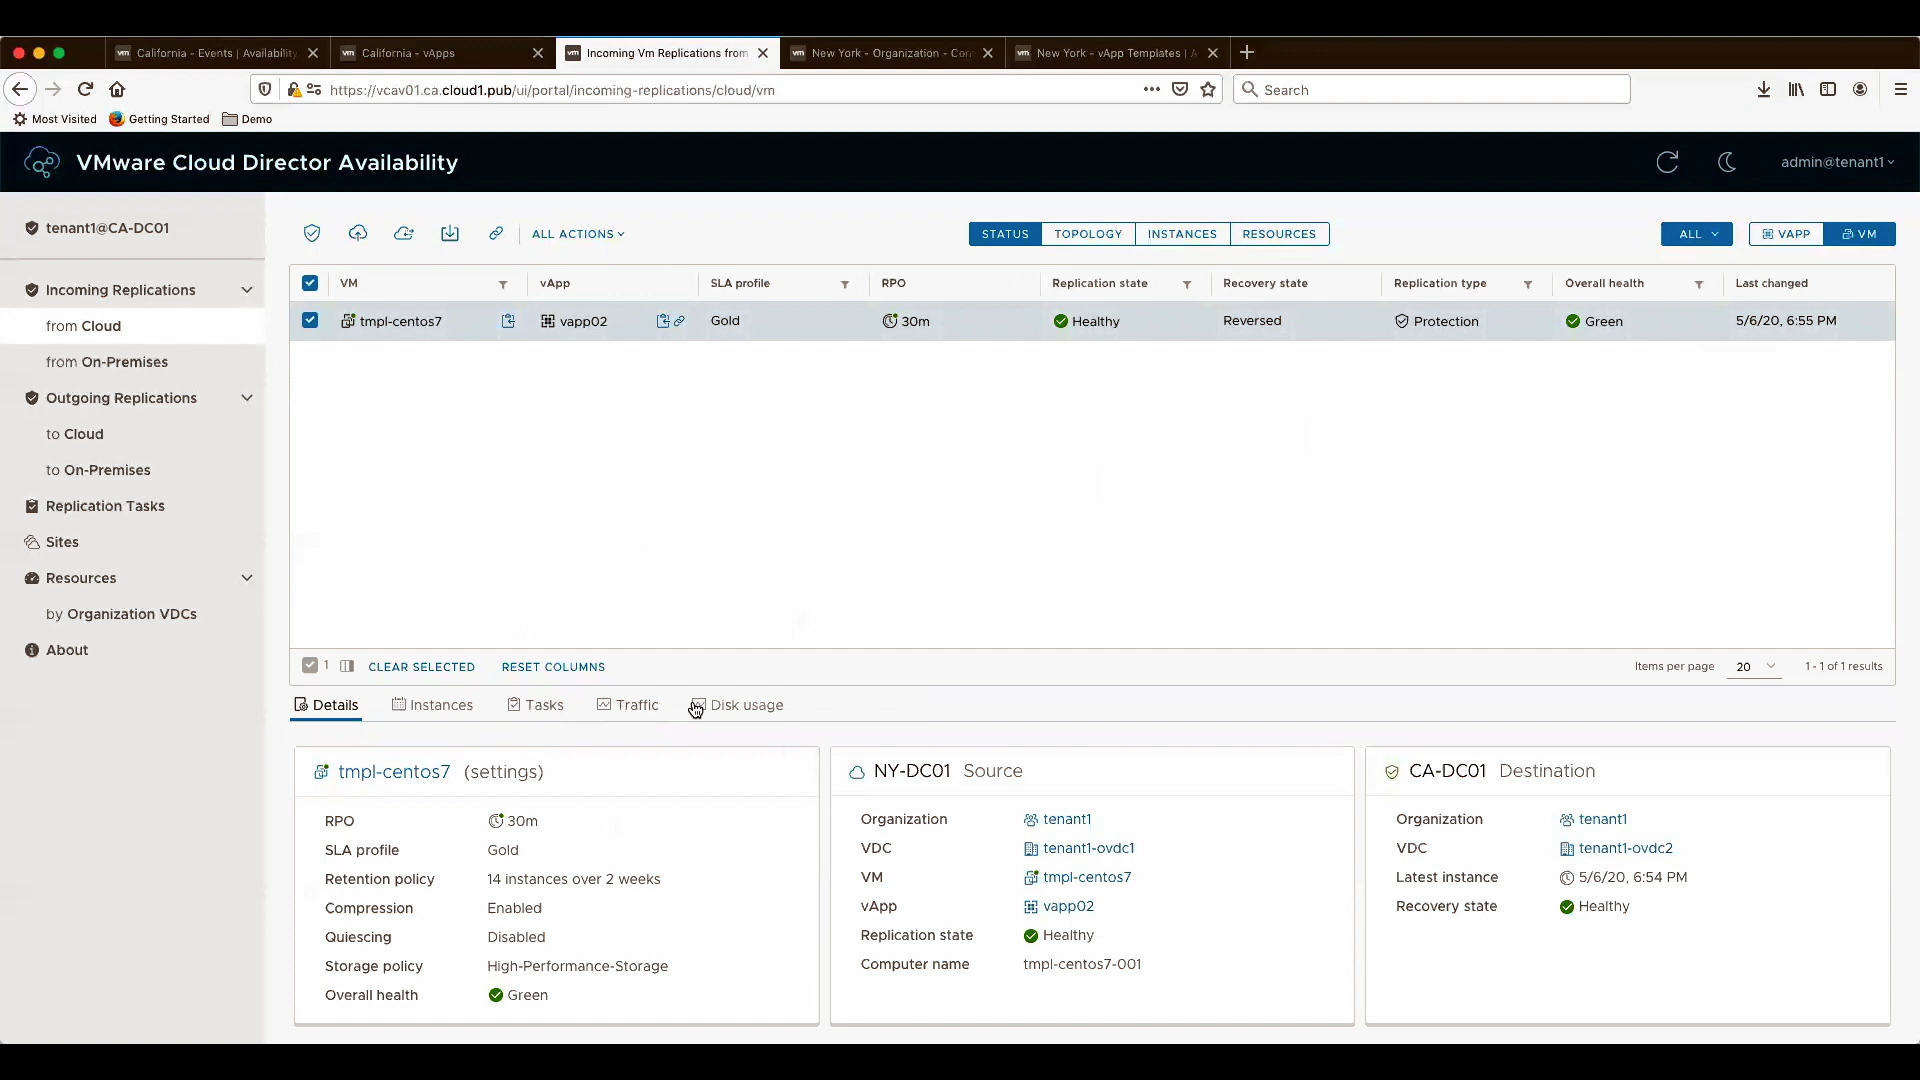 California - Events | Availability
California - vApps
Incoming Vm Replications from
New York - Organization - Con
New York - vApp Templates | A
https://vcav01.ca.cloud1.pub/ui/portal/incoming-replications/cloud/vm
Search
Most Visited
Getting Started
Demo
VMware Cloud Director Availability
admin@tenant1
tenant1@CA-DC01
Incoming Replications
from Cloud
from On-Premises
Outgoing Replications
to Cloud
to On-Premises
Replication Tasks
Sites
Resources
by Organization VDCs
About
ALL ACTIONS
STATUS TOPOLOGY INSTANCES RESOURCES
ALL
VAPP VM
VM vApp SLA profile RPO Replication state Recovery state Replication type Overall health Last changed
tmpl-centos7 vapp02 Gold 30m Healthy Reversed Protection Green 5/6/20, 6:55 PM
1 CLEAR SELECTED RESET COLUMNS Items per page 20 1 - 1 of 1 results
Details Instances Tasks Traffic Disk usage
tmpl-centos7 (settings)
RPO 30m
SLA profile Gold
Retention policy 14 instances over 2 weeks
Compression Enabled
Quiescing Disabled
Storage policy High-Performance-Storage
Overall health Green
NY-DC01 Source
Organization tenant1
VDC tenant1-ovdc1
VM tmpl-centos7
vApp vapp02
Replication state Healthy
Computer name tmpl-centos7-001
CA-DC01 Destination
Organization tenant1
VDC tenant1-ovdc2
Latest instance 5/6/20, 6:54 PM
Recovery state Healthy